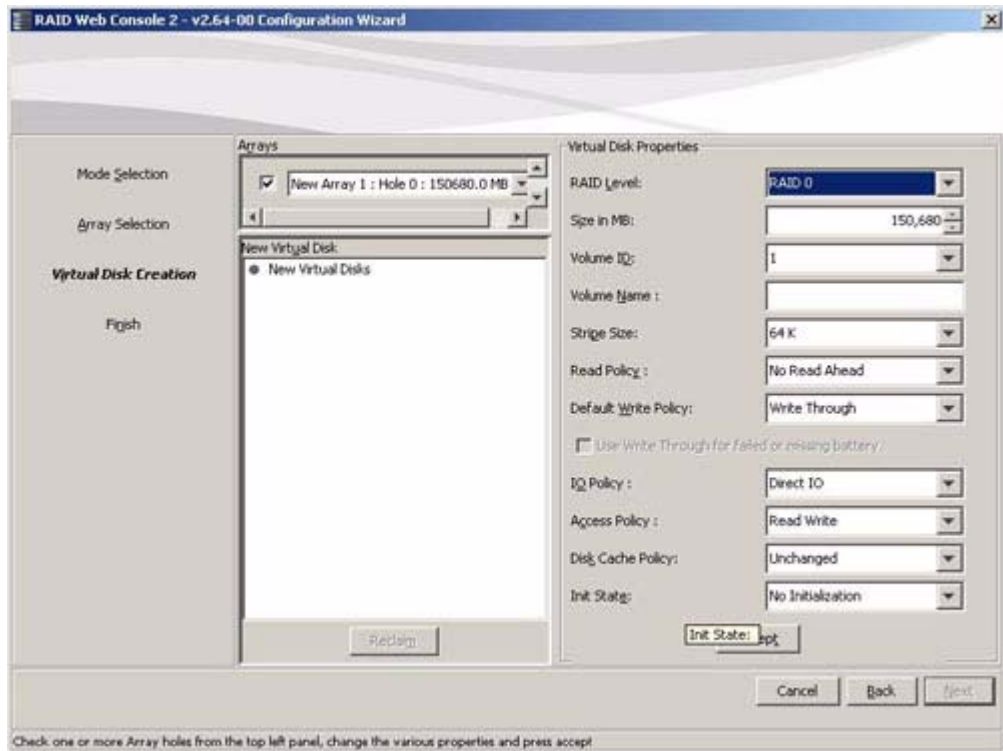 RAID Web Console 2 - v2.64-00 Configuration Wizard
Mode Selection
Array Selection
Virtual Disk Creation
Finish
Arrays
New Array 1 : Hole 0 : 150680.0 MB
New Virtual Disk
New Virtual Disks
Reclaim
Virtual Disk Properties
RAID Level: RAID 0
Size in MB: 150,680
Volume ID: 1
Volume Name :
Stripe Size: 64 K
Read Policy : No Read Ahead
Default Write Policy: Write Through
Use Write Through for failed or missing battery
IO Policy : Direct IO
Access Policy : Read Write
Disk Cache Policy: Unchanged
Init State: No Initialization
Init State:
Cancel Back Next
Check one or more Array holes from the top left panel, change the various properties and press accept